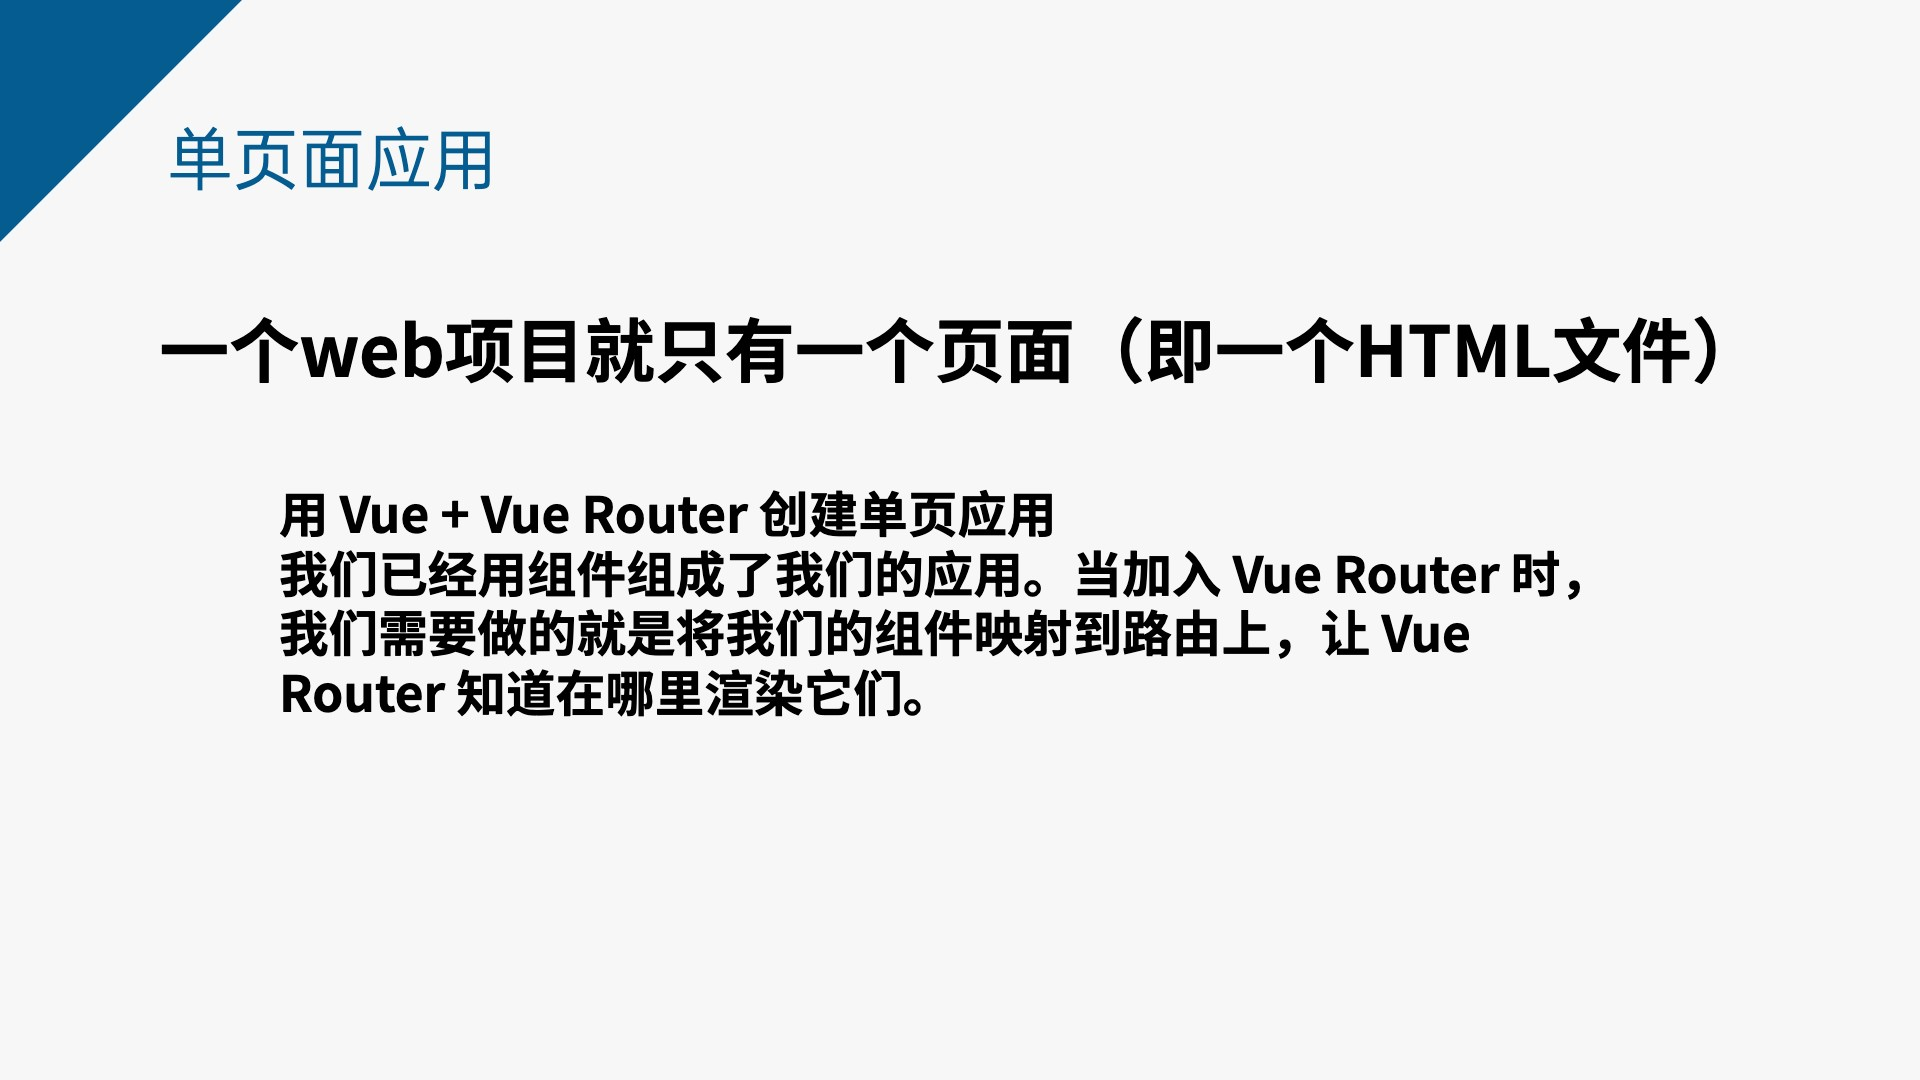 单页面应用
一个web项目就只有一个页面（即一个HTML文件）
用 Vue + Vue Router 创建单页应用
我们已经用组件组成了我们的应用。当加入 Vue Router 时，
我们需要做的就是将我们的组件映射到路由上，让 Vue
Router 知道在哪里渲染它们。